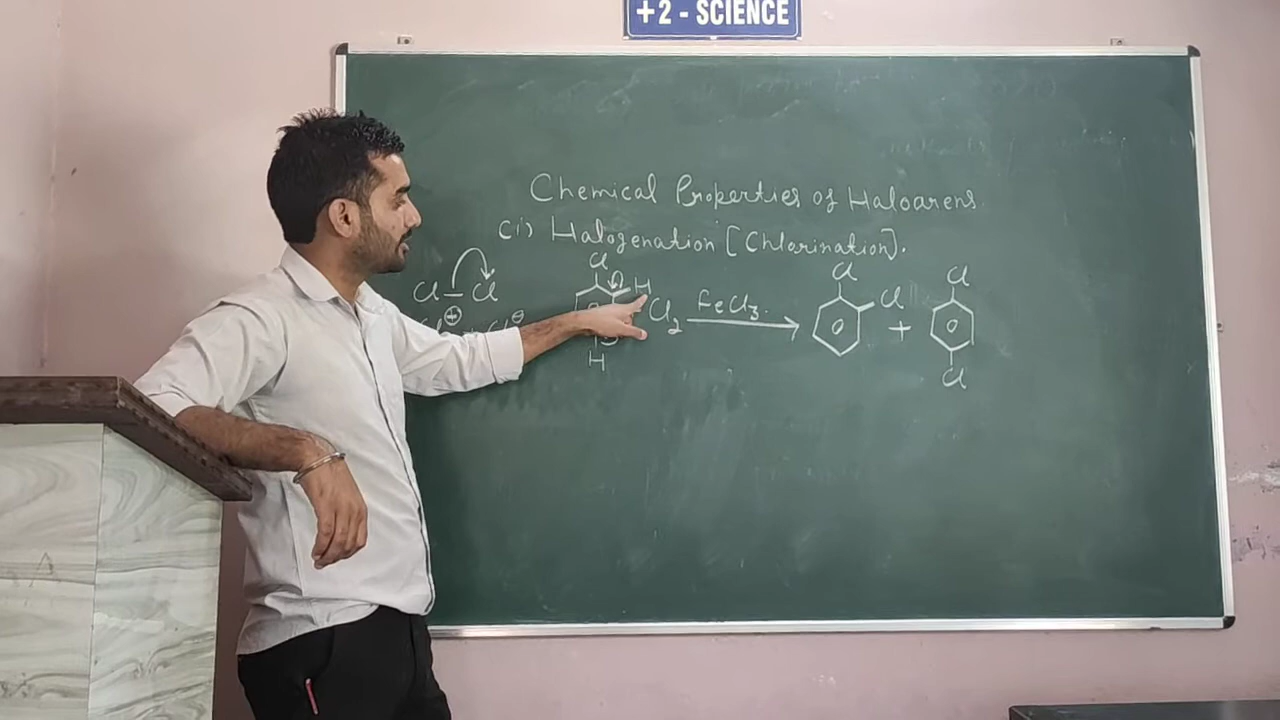 +2 - SCIENCE
Chemical Properties of Haloarens.
(i) Halogenation [Chlorination].
Cl — Cl
Cl H
Cl₂ FeCl₃.
H
Cl Cl
+
Cl
Cl